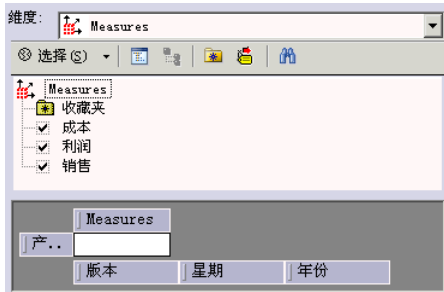 维度: Measures
选择(S)
Measures
收藏夹
成本
利润
销售
Measures
产..
版本 星期 年份